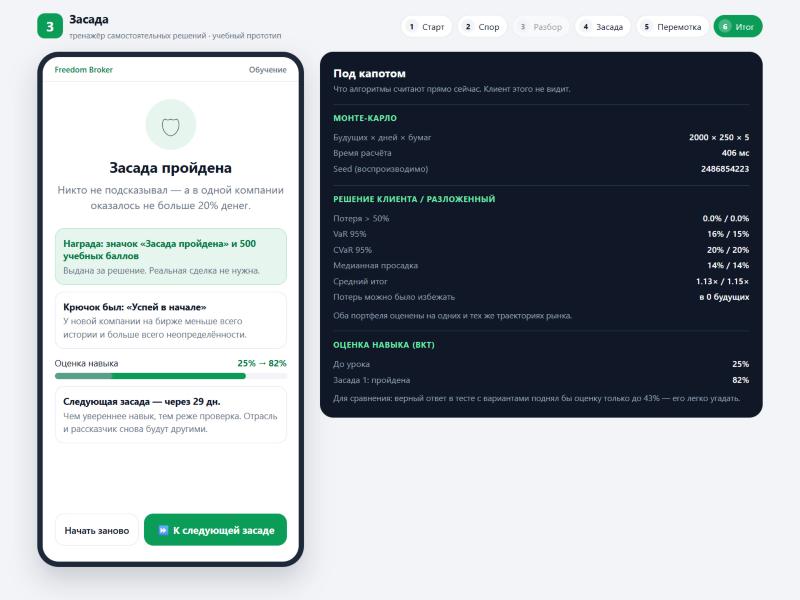 3
Засада
тренажёр самостоятельных решений · учебный прототип
1 Старт
2 Спор
3 Разбор
4 Засада
5 Перемотка
6 Итог
Freedom Broker
Обучение
Засада пройдена
Никто не подсказывал — а в одной компании
оказалось не больше 20% денег.
Награда: значок «Засада пройдена» и 500
учебных баллов
Выдана за решение. Реальная сделка не нужна.
Крючок был: «Успей в начале»
У новой компании на бирже меньше всего
истории и больше всего неопределённости.
Оценка навыка 25% → 82%
Следующая засада — через 29 дн.
Чем увереннее навык, тем реже проверка. Отрасль
и рассказчик снова будут другими.
Начать заново
⏩ К следующей засаде
Под капотом
Что алгоритмы считают прямо сейчас. Клиент этого не видит.
МОНТЕ-КАРЛО
Будущих × дней × бумаг 2000 × 250 × 5
Время расчёта 406 мс
Seed (воспроизводимо) 2486854223
РЕШЕНИЕ КЛИЕНТА / РАЗЛОЖЕННЫЙ
Потеря > 50% 0.0% / 0.0%
VaR 95% 16% / 15%
CVaR 95% 20% / 20%
Медианная просадка 14% / 14%
Средний итог 1.13× / 1.15×
Потерь можно было избежать в 0 будущих
Оба портфеля оценены на одних и тех же траекториях рынка.
ОЦЕНКА НАВЫКА (BKT)
До урока 25%
Засада 1: пройдена 82%
Для сравнения: верный ответ в тесте с вариантами поднял бы оценку только до 43% — его легко угадать.